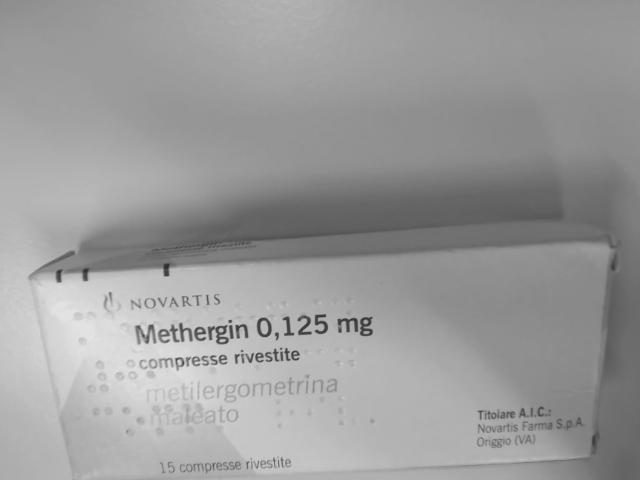 NOVARTIS
Methergin 0,125 mg
compresse rivestite
metilergometrina
maleato
15 compresse rivestite
Titolare A.I.C.:
Novartis Farma S.p.A.
Origgio (VA)